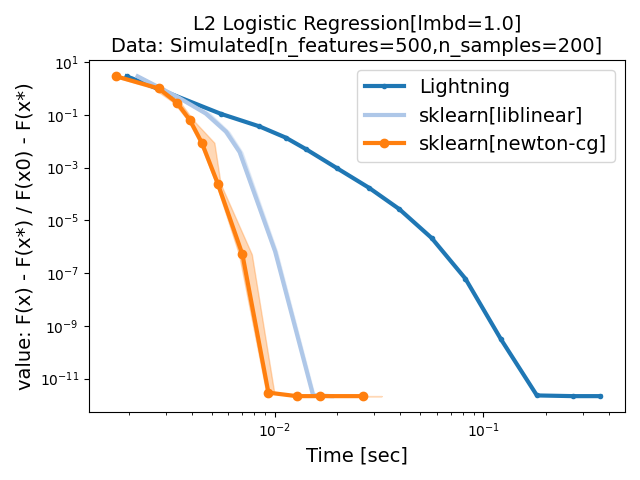 L2 Logistic Regression[lmbd=1.0]
Data: Simulated[n_features=500,n_samples=200]
value: F(x) - F(x*) / F(x0) - F(x*)
10¹
10⁻¹
10⁻³
10⁻⁵
10⁻⁷
10⁻⁹
10⁻¹¹
Lightning
sklearn[liblinear]
sklearn[newton-cg]
10⁻²
10⁻¹
Time [sec]